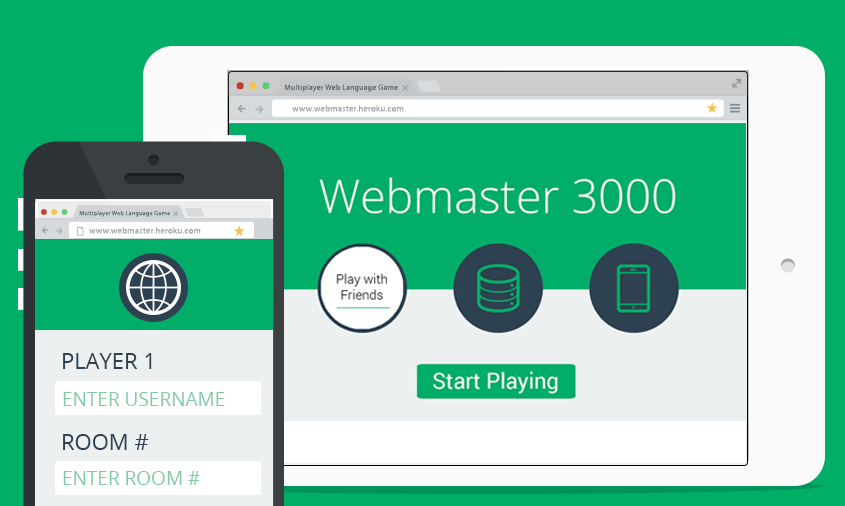 Multiplayer Web Language Game
www.webmaster.heroku.com
Webmaster 3000
Play with
Friends
Start Playing
Multiplayer Web Language Game
www.webmaster.heroku.com
PLAYER 1
ENTER USERNAME
ROOM #
ENTER ROOM #